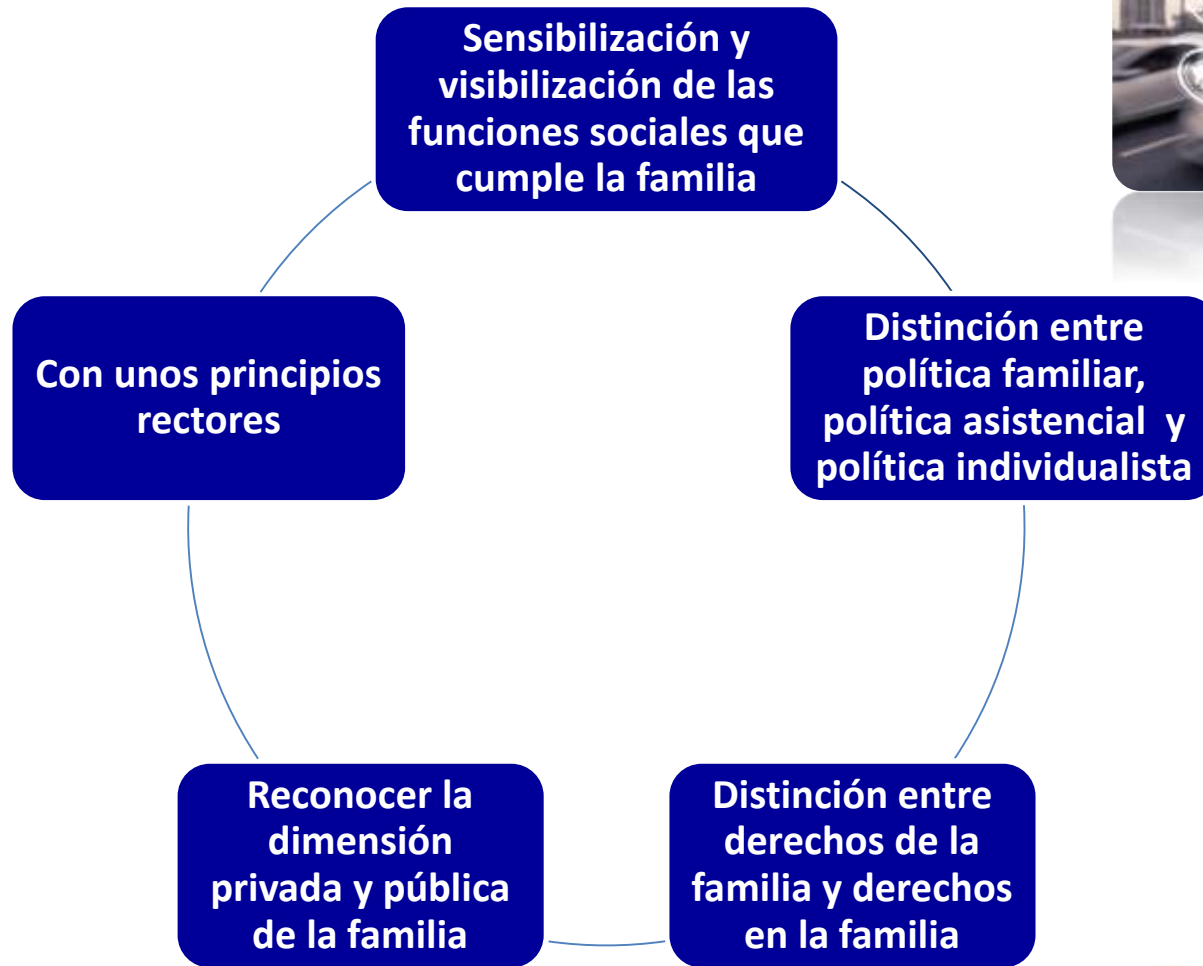 Sensibilización y
visibilización de las
funciones sociales que
cumple la familia
Distinción entre
política familiar,
política asistencial y
política individualista
Distinción entre
derechos de la
familia y derechos
en la familia
Reconocer la
dimensión
privada y pública
de la familia
Con unos principios
rectores